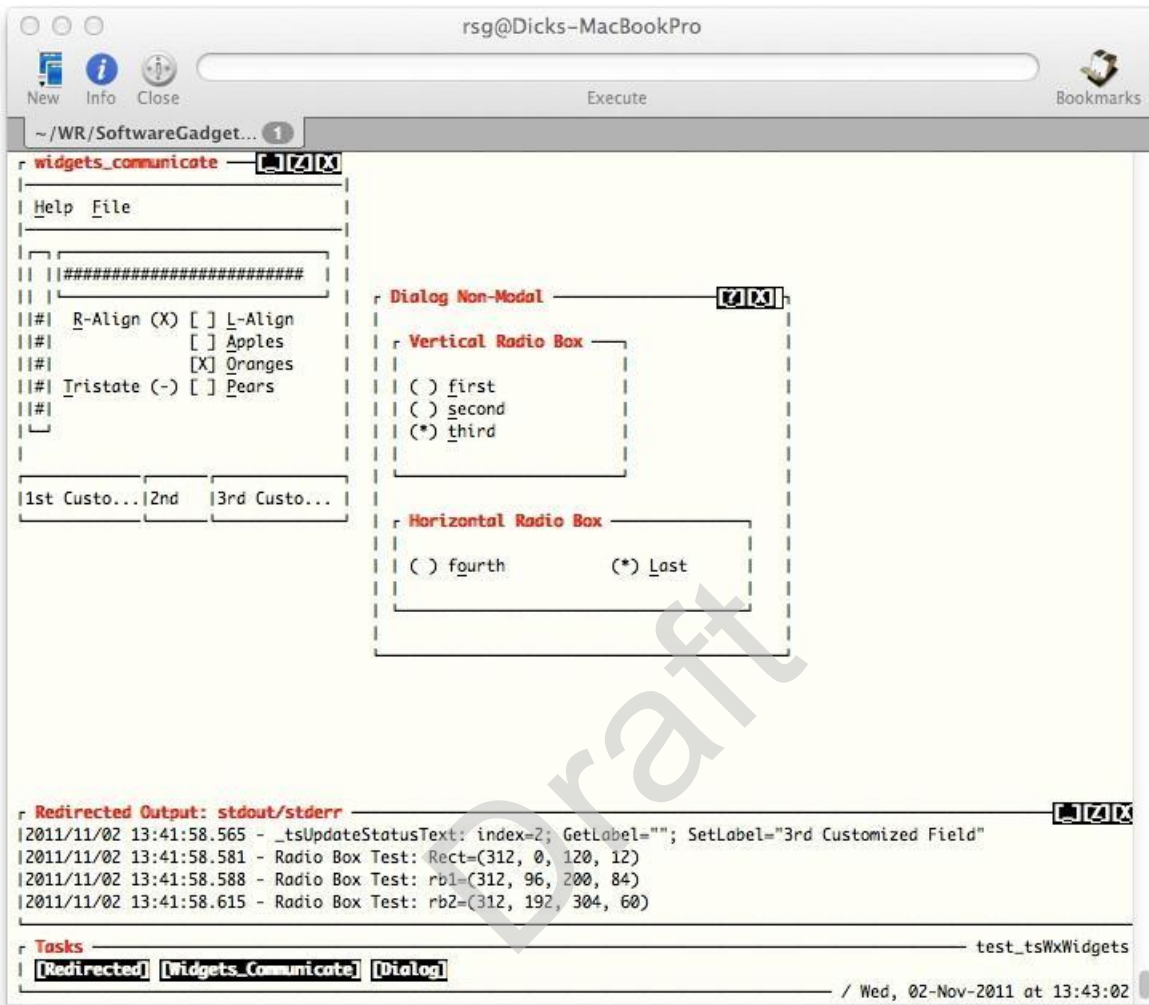 rsg@Dicks-MacBookPro
New Info Close Execute Bookmarks
~/WR/SoftwareGadget... 1
widgets_communicate [_][Z][X]
Help File
#########################
|#| R-Align (X) [ ] L-Align
|#| [ ] Apples
|#| [X] Oranges
|#| Tristate (-) [ ] Pears
|#|
1st Custo...|2nd |3rd Custo...
Dialog Non-Modal [?][X]
Vertical Radio Box
( ) first
( ) second
(*) third
Horizontal Radio Box
( ) fourth (*) Last
Draft
Redirected Output: stdout/stderr [_][Z][X]
2011/11/02 13:41:58.565 - _tsUpdateStatusText: index=2; GetLabel=""; SetLabel="3rd Customized Field"
2011/11/02 13:41:58.581 - Radio Box Test: Rect=(312, 0, 120, 12)
2011/11/02 13:41:58.588 - Radio Box Test: rb1=(312, 96, 200, 84)
2011/11/02 13:41:58.615 - Radio Box Test: rb2=(312, 192, 304, 60)
Tasks test_tsWxWidgets
[Redirected] [Widgets_Communicate] [Dialog]
/ Wed, 02-Nov-2011 at 13:43:02